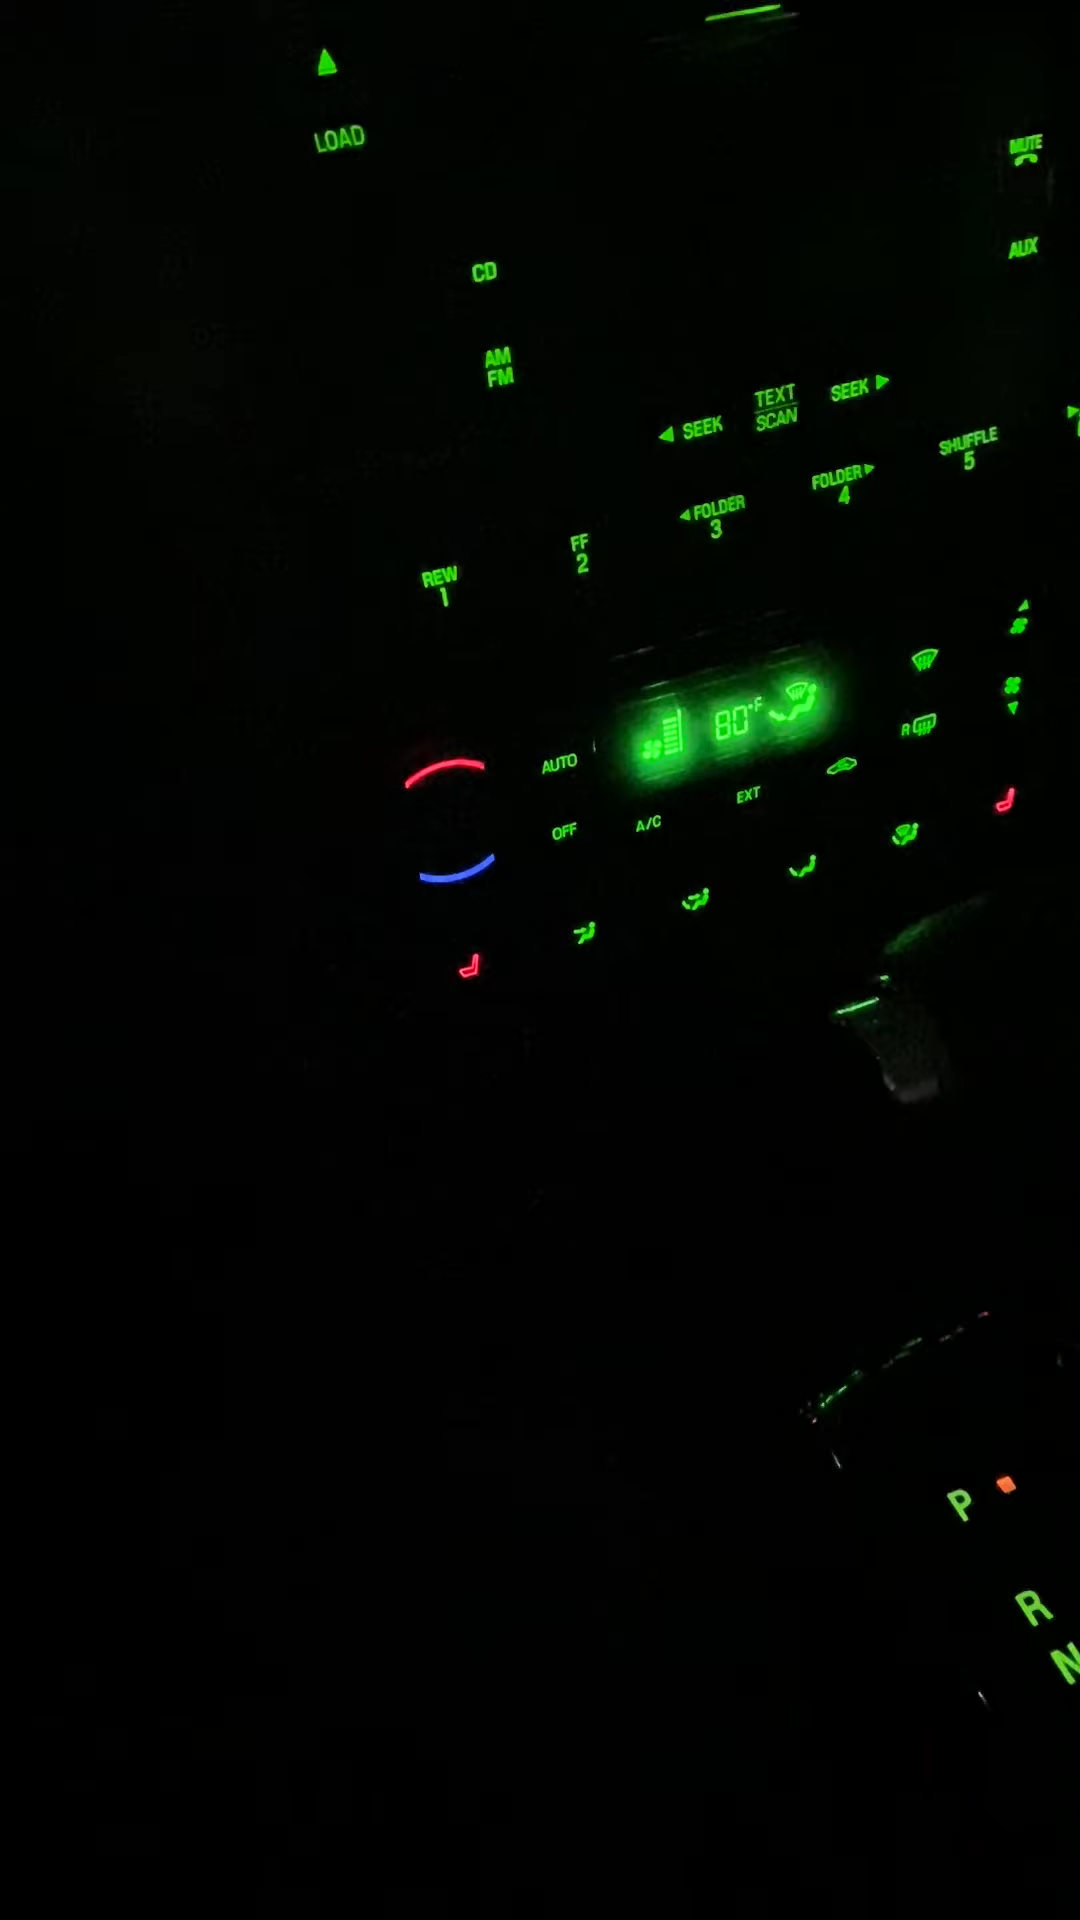 LOAD
MUTE
AUX
CD
AM
FM
SEEK
TEXT
SCAN
SEEK
REW
1
FF
2
FOLDER
3
FOLDER
4
SHUFFLE
5
AUTO
80°F
R
OFF
A/C
EXT
P
R
N